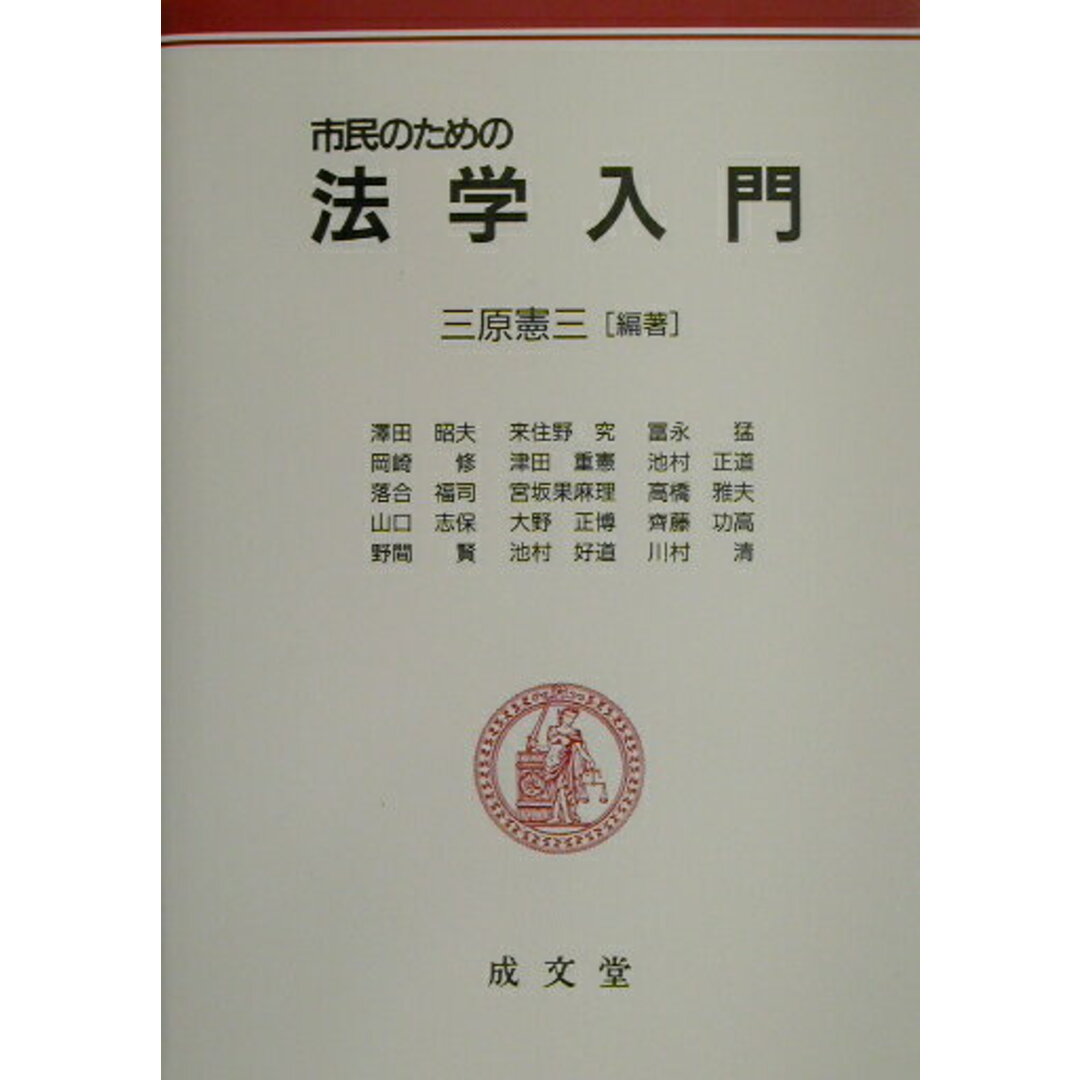 市民のための
法学入門
三原憲三［編著］
澤田 昭夫 来住野 究 冨永 猛
岡崎 修 津田 重憲 池村 正道
落合 福司 宮坂果麻理 高橋 雅夫
山口 志保 大野 正博 齊藤 功高
野間 賢 池村 好道 川村 清
成文堂